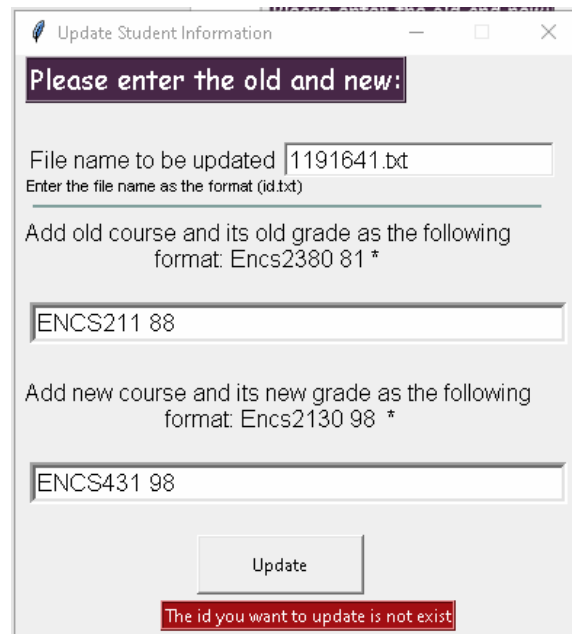 Update Student Information
Please enter the old and new:
File name to be updated 1191641.txt
Enter the file name as the format (id.txt)
Add old course and its old grade as the following
format: Encs2380 81 *
ENCS211 88
Add new course and its new grade as the following
format: Encs2130 98 *
ENCS431 98
Update
The id you want to update is not exist